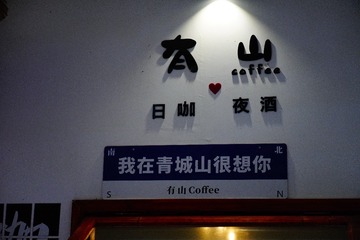 有山
coffee
日咖 夜酒
南 北
我在青城山很想你
S 有山 Coffee N
咖